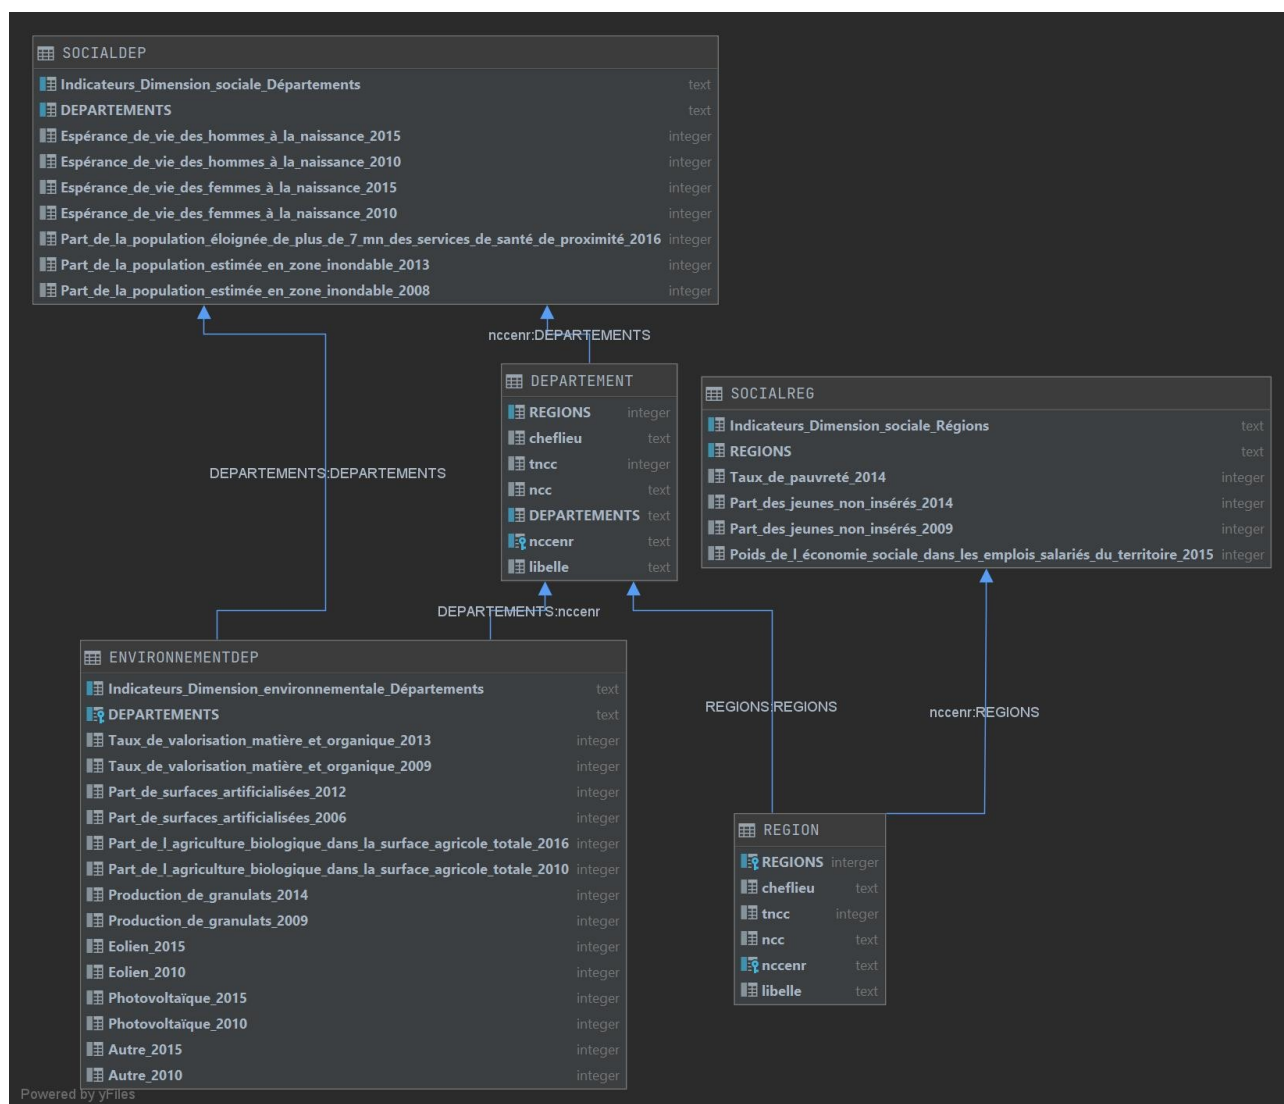 SOCIALDEP
Indicateurs_Dimension_sociale_Départements text
DEPARTEMENTS text
Espérance_de_vie_des_hommes_à_la_naissance_2015 integer
Espérance_de_vie_des_hommes_à_la_naissance_2010 integer
Espérance_de_vie_des_femmes_à_la_naissance_2015 integer
Espérance_de_vie_des_femmes_à_la_naissance_2010 integer
Part_de_la_population_éloignée_de_plus_de_7_mn_des_services_de_santé_de_proximité_2016 integer
Part_de_la_population_estimée_en_zone_inondable_2013 integer
Part_de_la_population_estimée_en_zone_inondable_2008 integer
nccenr:DEPARTEMENTS
DEPARTEMENT
REGIONS integer
cheflieu text
tncc integer
ncc text
DEPARTEMENTS text
nccenr text
libelle text
SOCIALREG
Indicateurs_Dimension_sociale_Régions text
REGIONS text
Taux_de_pauvreté_2014 integer
Part_des_jeunes_non_insérés_2014 integer
Part_des_jeunes_non_insérés_2009 integer
Poids_de_l_économie_sociale_dans_les_emplois_salariés_du_territoire_2015 integer
DEPARTEMENTS:DEPARTEMENTS
DEPARTEMENTS:nccenr
ENVIRONNEMENTDEP
Indicateurs_Dimension_environnementale_Départements text
DEPARTEMENTS text
Taux_de_valorisation_matière_et_organique_2013 integer
Taux_de_valorisation_matière_et_organique_2009 integer
Part_de_surfaces_artificialisées_2012 integer
Part_de_surfaces_artificialisées_2006 integer
Part_de_l_agriculture_biologique_dans_la_surface_agricole_totale_2016 integer
Part_de_l_agriculture_biologique_dans_la_surface_agricole_totale_2010 integer
Production_de_granulats_2014 integer
Production_de_granulats_2009 integer
Eolien_2015 integer
Eolien_2010 integer
Photovoltaïque_2015 integer
Photovoltaïque_2010 integer
Autre_2015 integer
Autre_2010 integer
REGIONS:REGIONS
nccenr:REGIONS
REGION
REGIONS interger
cheflieu text
tncc integer
ncc text
nccenr text
libelle text
Powered by yFiles